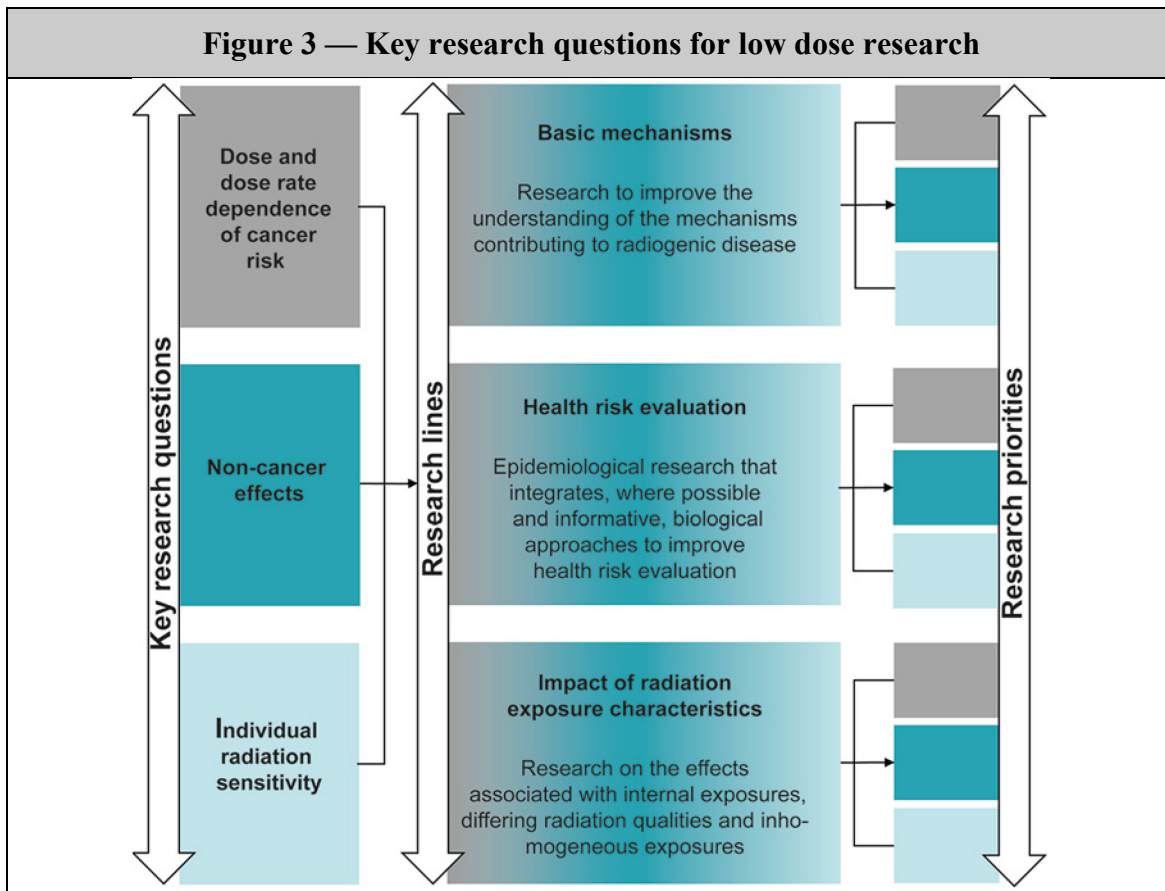 Figure 3 — Key research questions for low dose research
Key research questions
Dose and
dose rate
dependence
of cancer
risk
Non-cancer
effects
Individual
radiation
sensitivity
Research lines
Basic mechanisms
Research to improve the
understanding of the mechanisms
contributing to radiogenic disease
Health risk evaluation
Epidemiological research that
integrates, where possible
and informative, biological
approaches to improve
health risk evaluation
Impact of radiation
exposure characteristics
Research on the effects
associated with internal exposures,
differing radiation qualities and inho-
mogeneous exposures
Research priorities